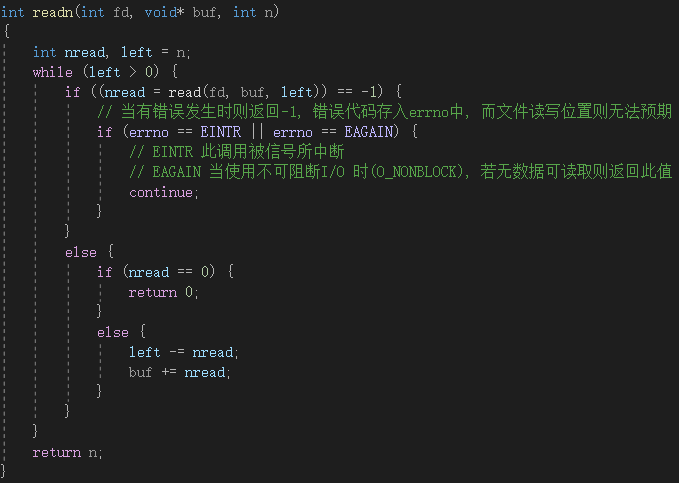 int readn(int fd, void* buf, int n)
{
    int nread, left = n;
    while (left > 0) {
        if ((nread = read(fd, buf, left)) == -1) {
            // 当有错误发生时则返回-1, 错误代码存入errno中, 而文件读写位置则无法预期
            if (errno == EINTR || errno == EAGAIN) {
                // EINTR 此调用被信号所中断
                // EAGAIN 当使用不可阻断I/O 时(O_NONBLOCK), 若无数据可读取则返回此值
                continue;
            }
        }
        else {
            if (nread == 0) {
                return 0;
            }
            else {
                left -= nread;
                buf += nread;
            }
        }
    }
    return n;
}